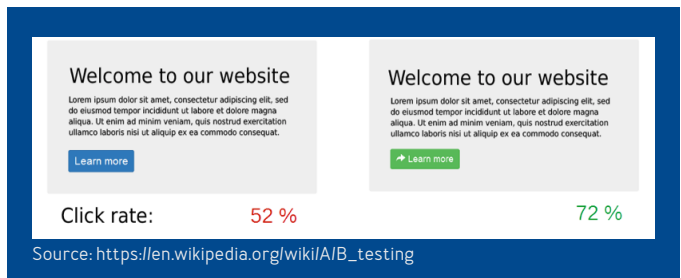 Welcome to our website
Lorem ipsum dolor sit amet, consectetur adipiscing elit, sed
do eiusmod tempor incididunt ut labore et dolore magna
aliqua. Ut enim ad minim veniam, quis nostrud exercitation
ullamco laboris nisi ut aliquip ex ea commodo consequat.
Learn more
Welcome to our website
Lorem ipsum dolor sit amet, consectetur adipiscing elit, sed
do eiusmod tempor incididunt ut labore et dolore magna
aliqua. Ut enim ad minim veniam, quis nostrud exercitation
ullamco laboris nisi ut aliquip ex ea commodo consequat.
Learn more
Click rate: 52 % 72 %
Source: https://en.wikipedia.org/wiki/A/B_testing